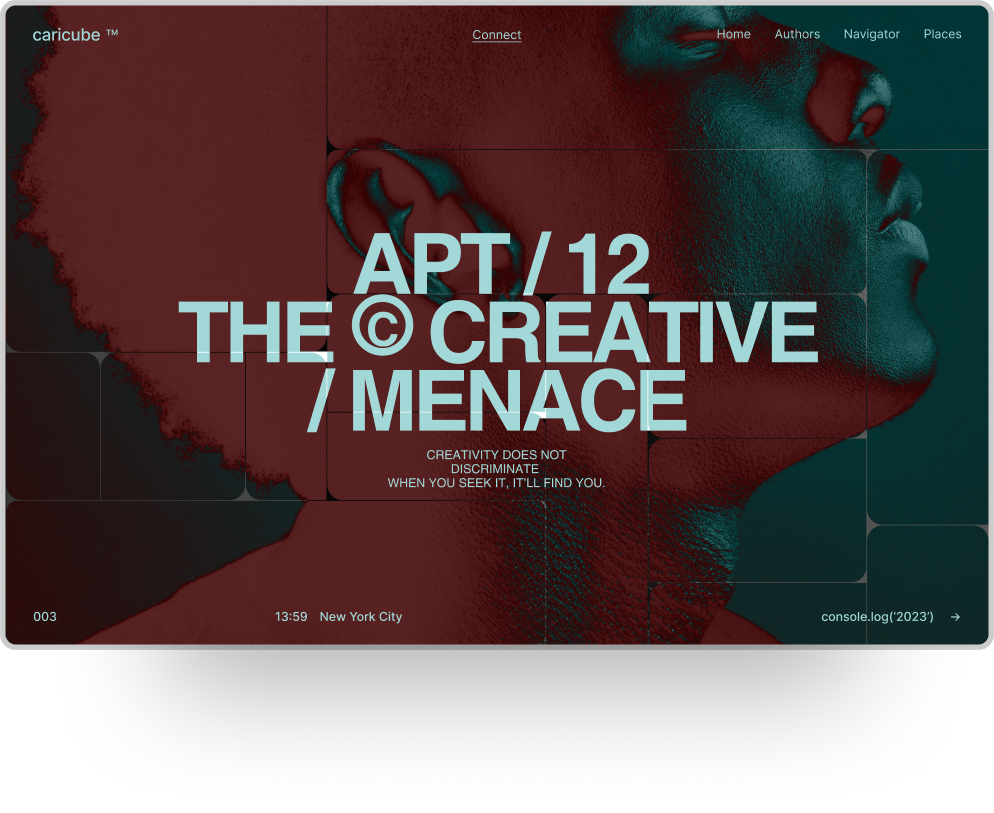 caricube ™
Connect
Home Authors Navigator Places
APT / 12
THE © CREATIVE
/ MENACE
CREATIVITY DOES NOT
DISCRIMINATE
WHEN YOU SEEK IT, IT'LL FIND YOU.
003
13:59 New York City
console.log('2023') →